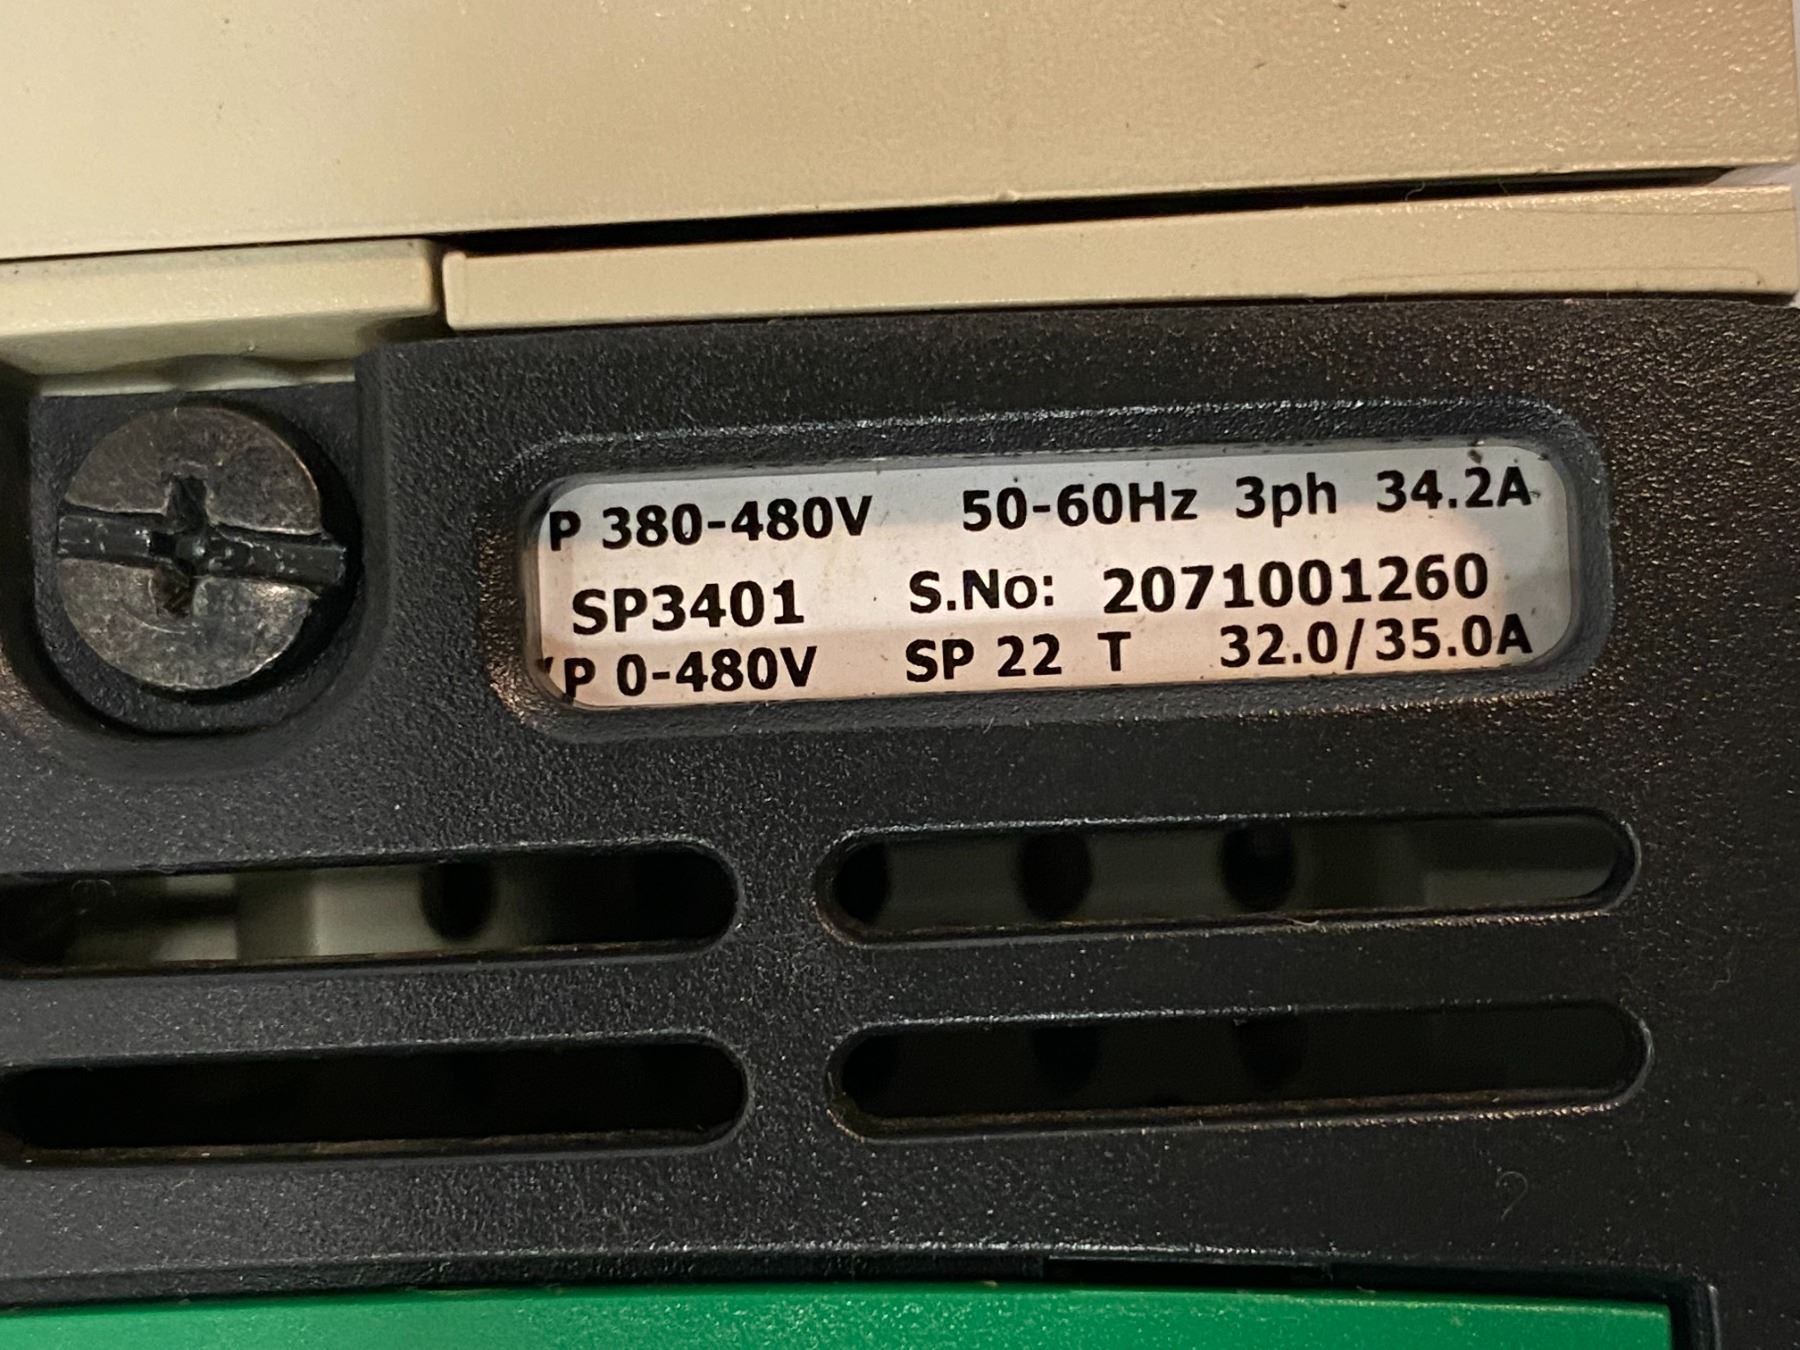 P 380-480V 50-60Hz 3ph 34.2A
SP3401 S.No: 2071001260
P 0-480V SP 22 T 32.0/35.0A